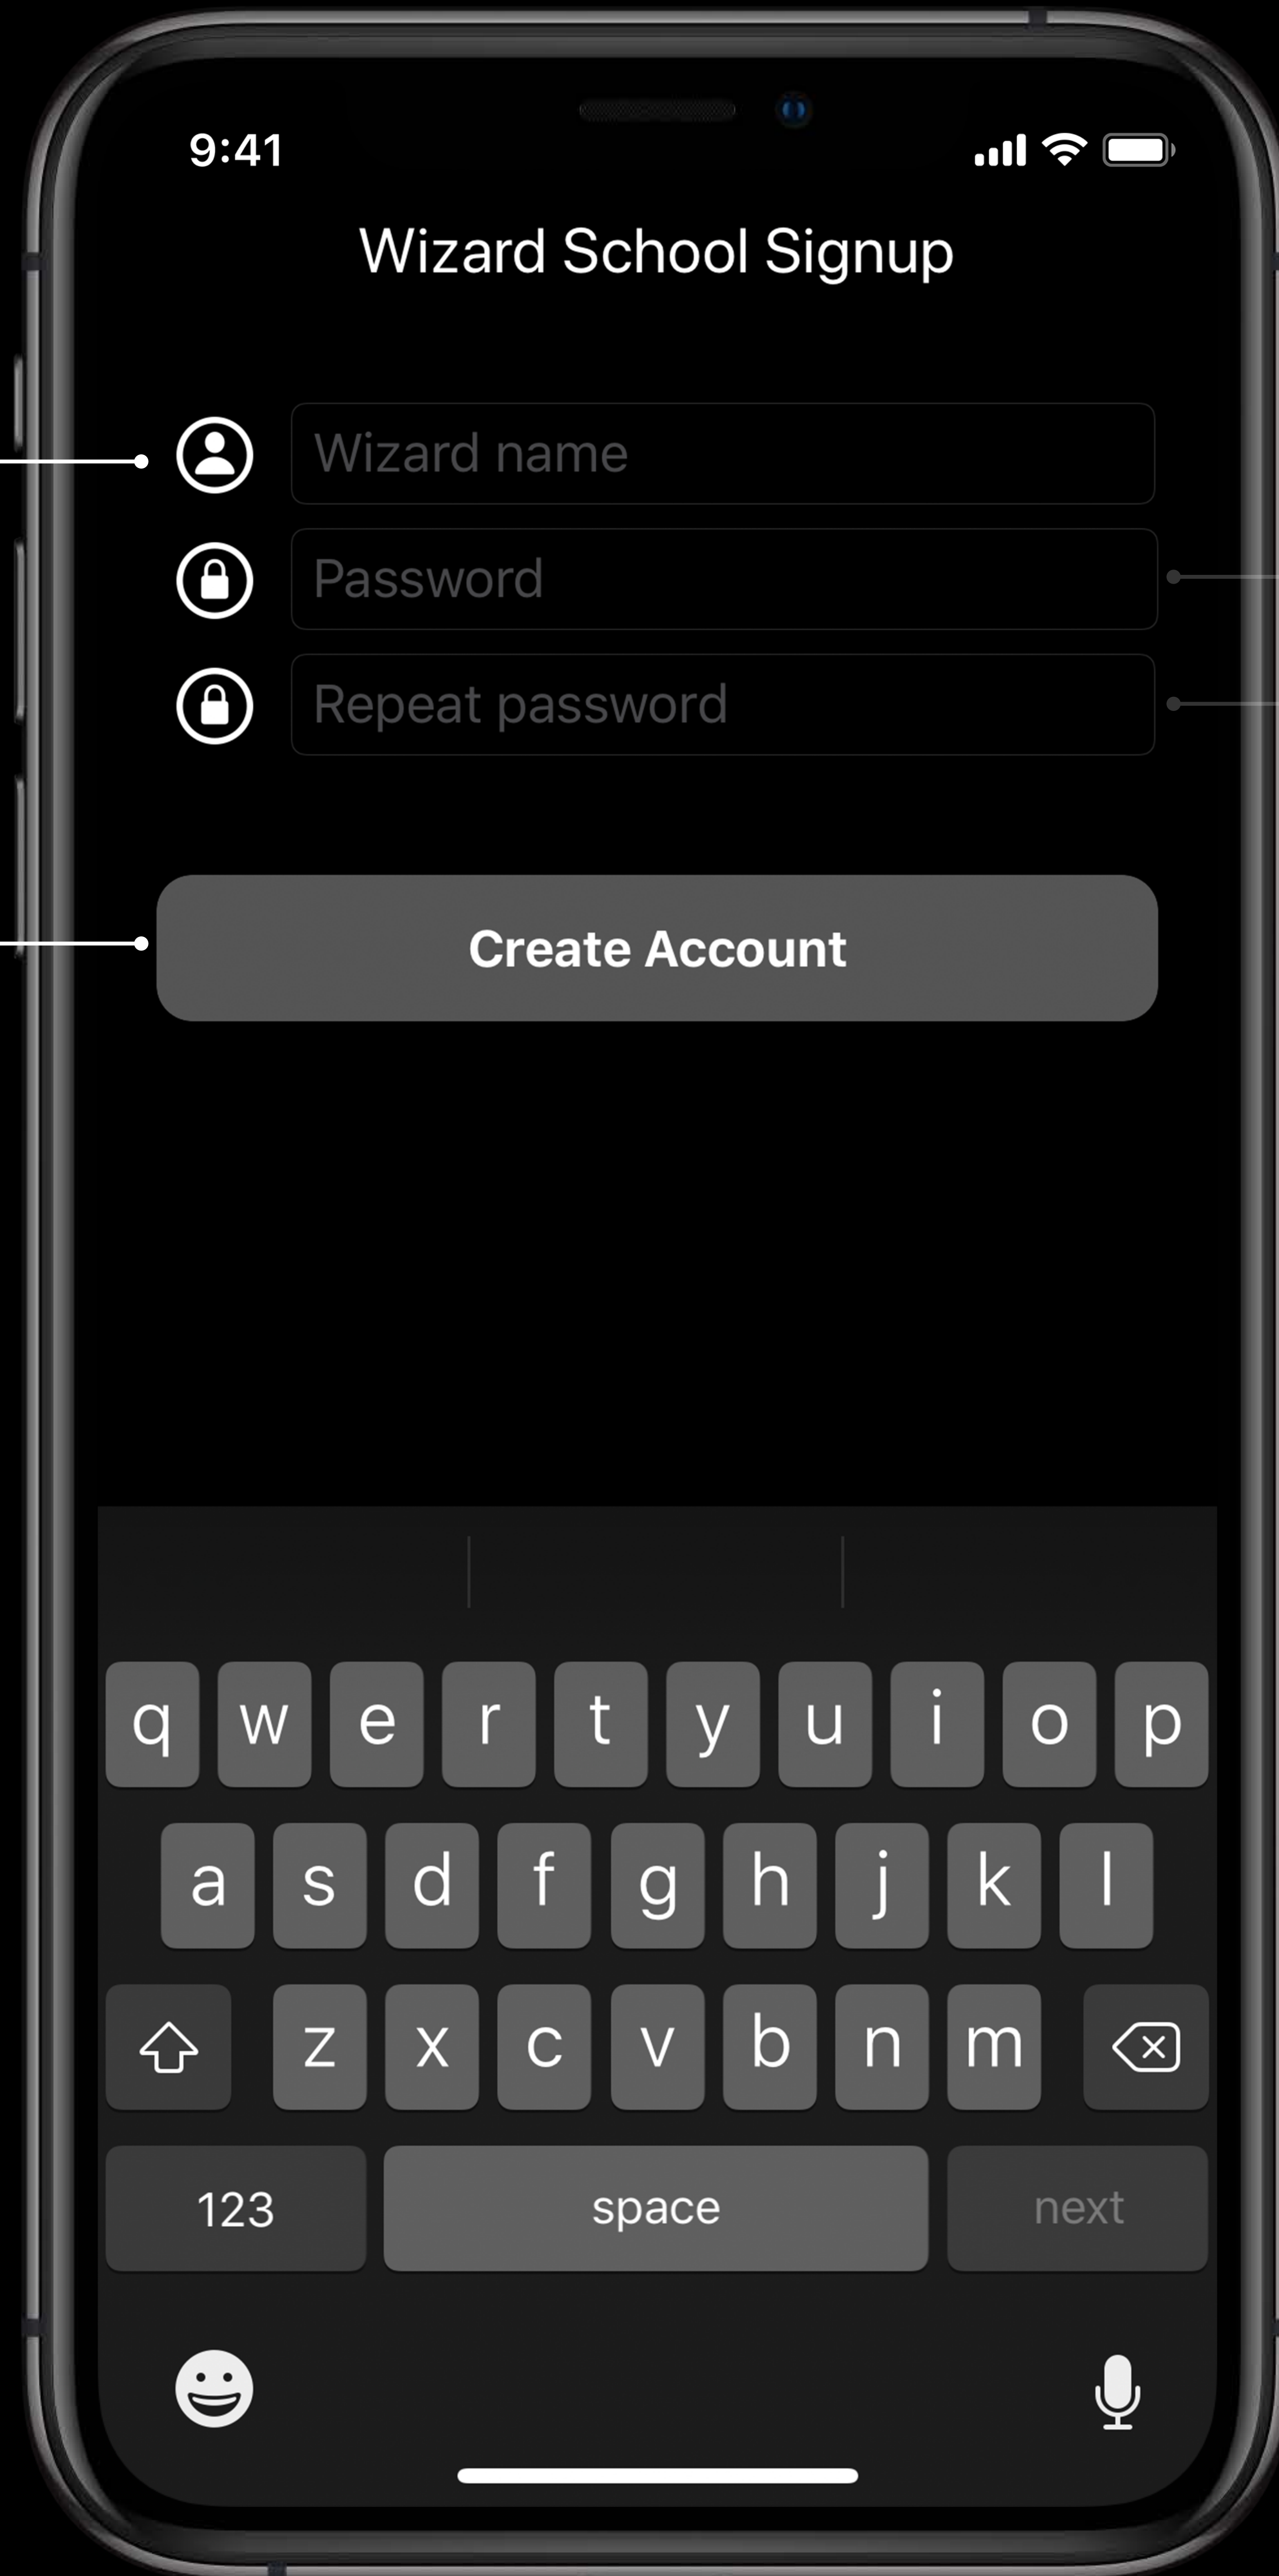 9:41
Wizard School Signup
Wizard name
Password
Repeat password
Create Account
q w e r t y u i o p
a s d f g h j k l
z x c v b n m
123 space next